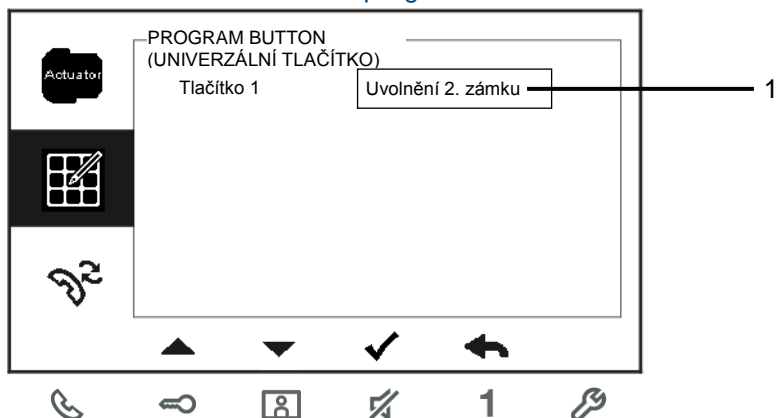 PROGRAM BUTTON
(UNIVERZÁLNÍ TLAČÍTKO)
Actuator
Tlačítko 1
Uvolnění 2. zámku
1
1